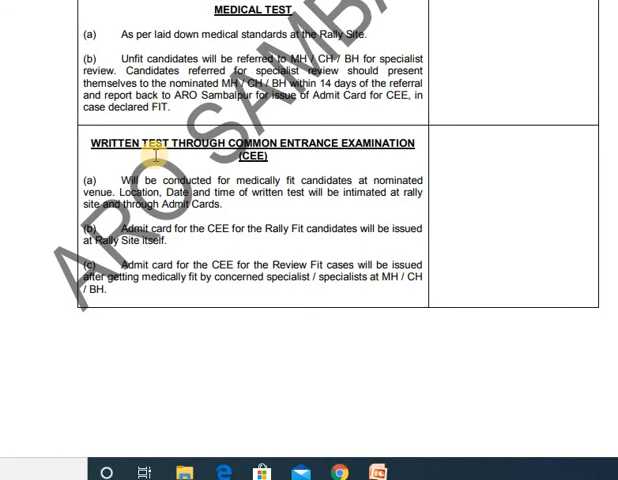 MEDICAL TEST
(a) As per laid down medical standards at the Rally Site.
(b) Unfit candidates will be referred to MH / CH / BH for specialist
review. Candidates referred for specialist review should present
themselves to the nominated MH / CH / BH within 14 days of the referral
and report back to ARO Sambalpur for issue of Admit Card for CEE, in
case declared FIT.
WRITTEN TEST THROUGH COMMON ENTRANCE EXAMINATION
(CEE)
(a) Will be conducted for medically fit candidates at nominated
venue. Location, Date and time of written test will be intimated at rally
site and through Admit Cards.
(b) Admit card for the CEE for the Rally Fit candidates will be issued
at Rally Site itself.
(c) Admit card for the CEE for the Review Fit cases will be issued
after getting medically fit by concerned specialist / specialists at MH / CH
/ BH.
ARO SAMBA